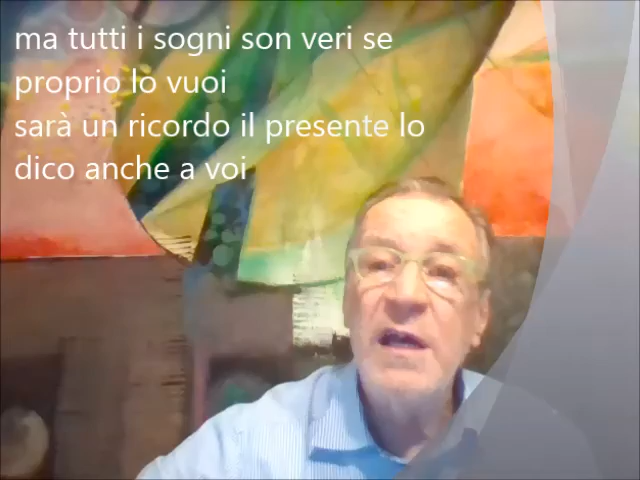 ma tutti i sogni son veri se
proprio lo vuoi
sarà un ricordo il presente lo
dico anche a voi